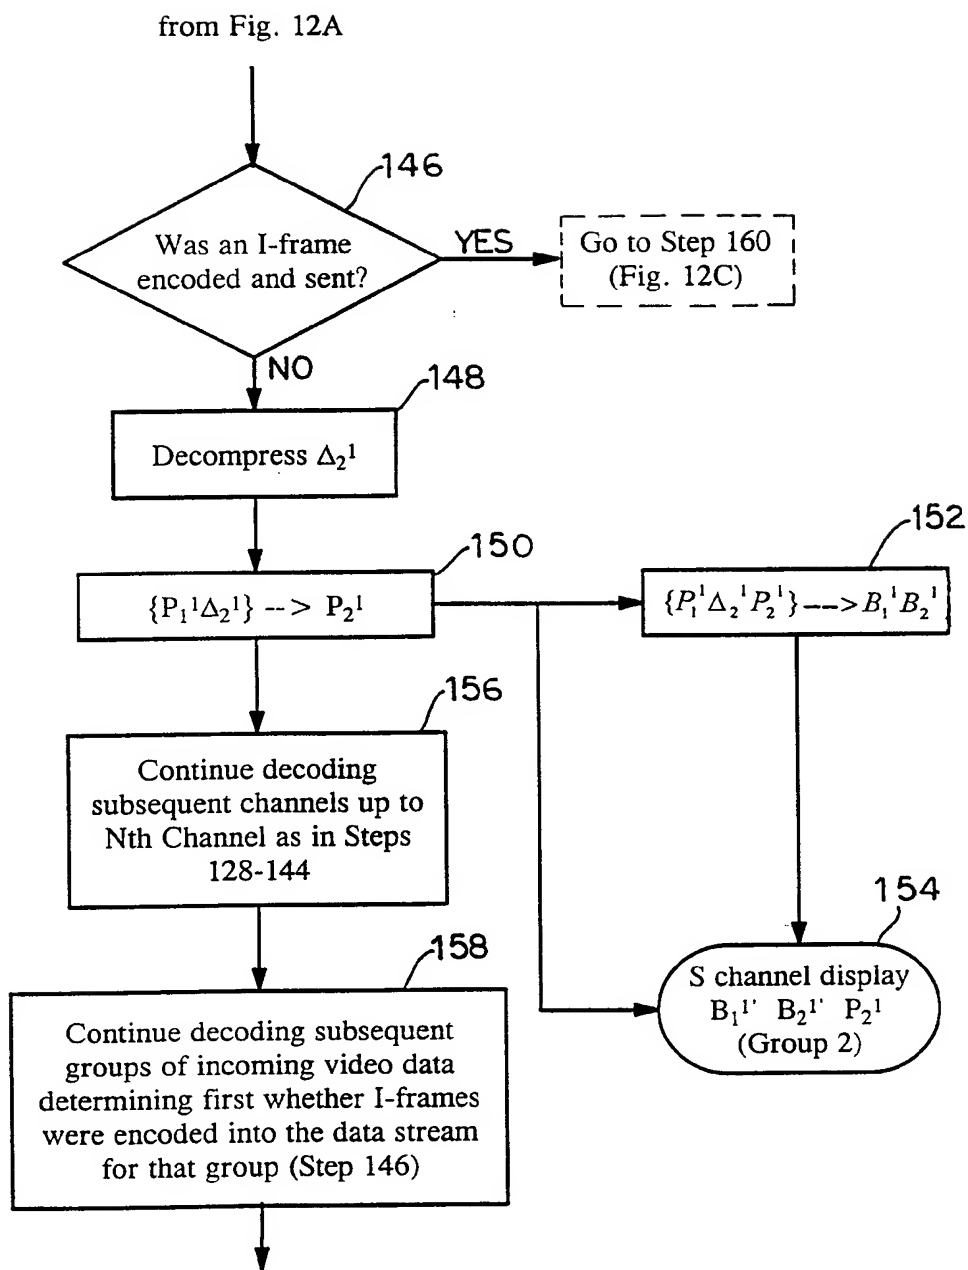 from Fig. 12A
146
Was an I-frame
encoded and sent?
YES
Go to Step 160
(Fig. 12C)
NO
148
Decompress Δ₂¹
150
{P₁¹Δ₂¹} --> P₂¹
152
{P₁¹Δ₂¹P₂¹} --->B₁¹B₂¹
156
Continue decoding
subsequent channels up to
Nth Channel as in Steps
128-144
154
S channel display
B₁¹' B₂¹' P₂¹
(Group 2)
158
Continue decoding subsequent
groups of incoming video data
determining first whether I-frames
were encoded into the data stream
for that group (Step 146)